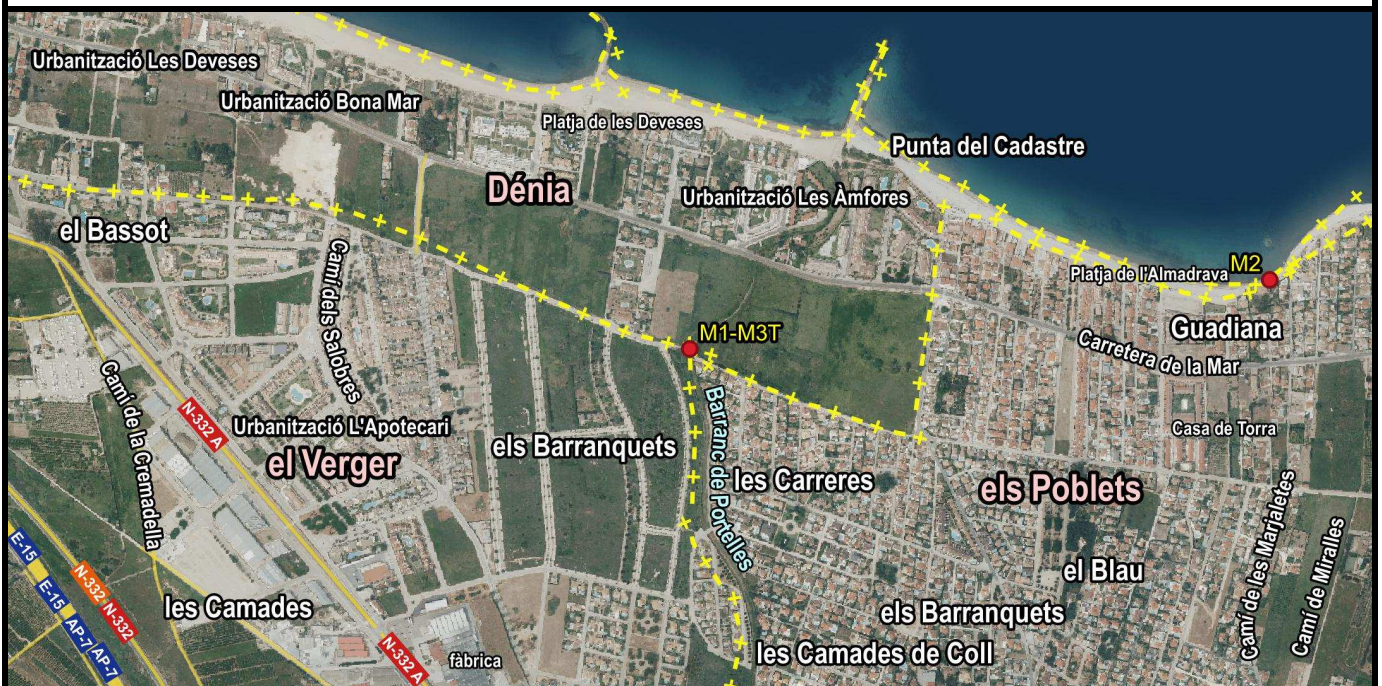 Urbanització Les Deveses
Urbanització Bona Mar
Platja de les Deveses
Punta del Cadastre
Dénia
Urbanització Les Àmfores
el Bassot
Camí dels Salobres
Platja de l'Almadrava
M2
Guadiana
M1-M3T
Carretera de la Mar
Camí de la Cremadella
N-332 A
Urbanització L'Apotecari
el Verger
els Barranquets
Barranc de Portelles
les Carreres
Casa de Torra
els Poblets
Camí de les Marjaletes
Camí de Miralles
E-15
E-15
AP-7
AP-7
N-332
N-332
el Blau
les Camades
els Barranquets
N-332 A
fàbrica
les Camades de Coll